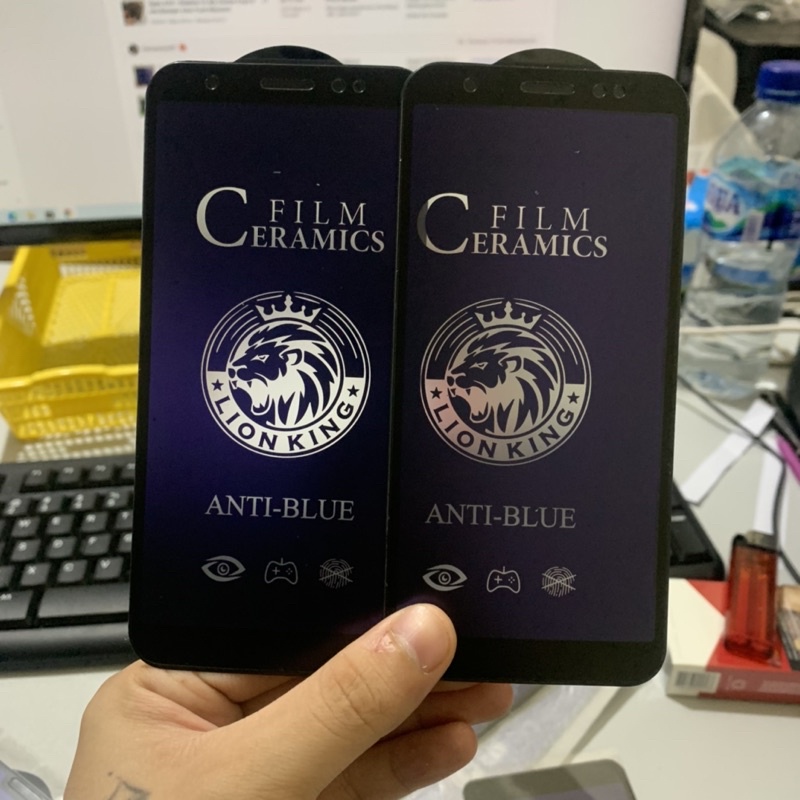 FILM
CERAMICS
LION KING
ANTI-BLUE
FILM
CERAMICS
LION KING
ANTI-BLUE